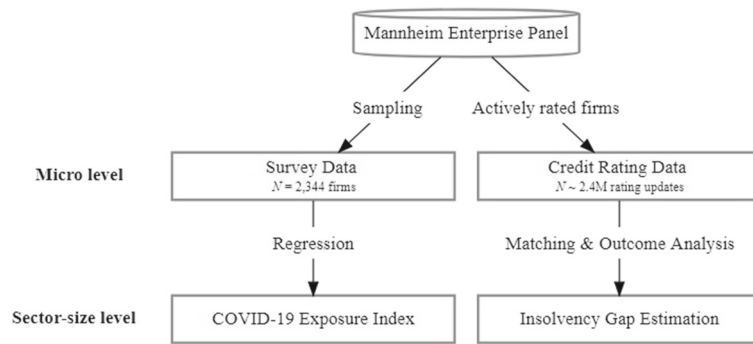 Mannheim Enterprise Panel
Sampling
Actively rated firms
Micro level
Survey Data
N = 2,344 firms
Credit Rating Data
N ~ 2.4M rating updates
Regression
Matching & Outcome Analysis
Sector-size level
COVID-19 Exposure Index
Insolvency Gap Estimation